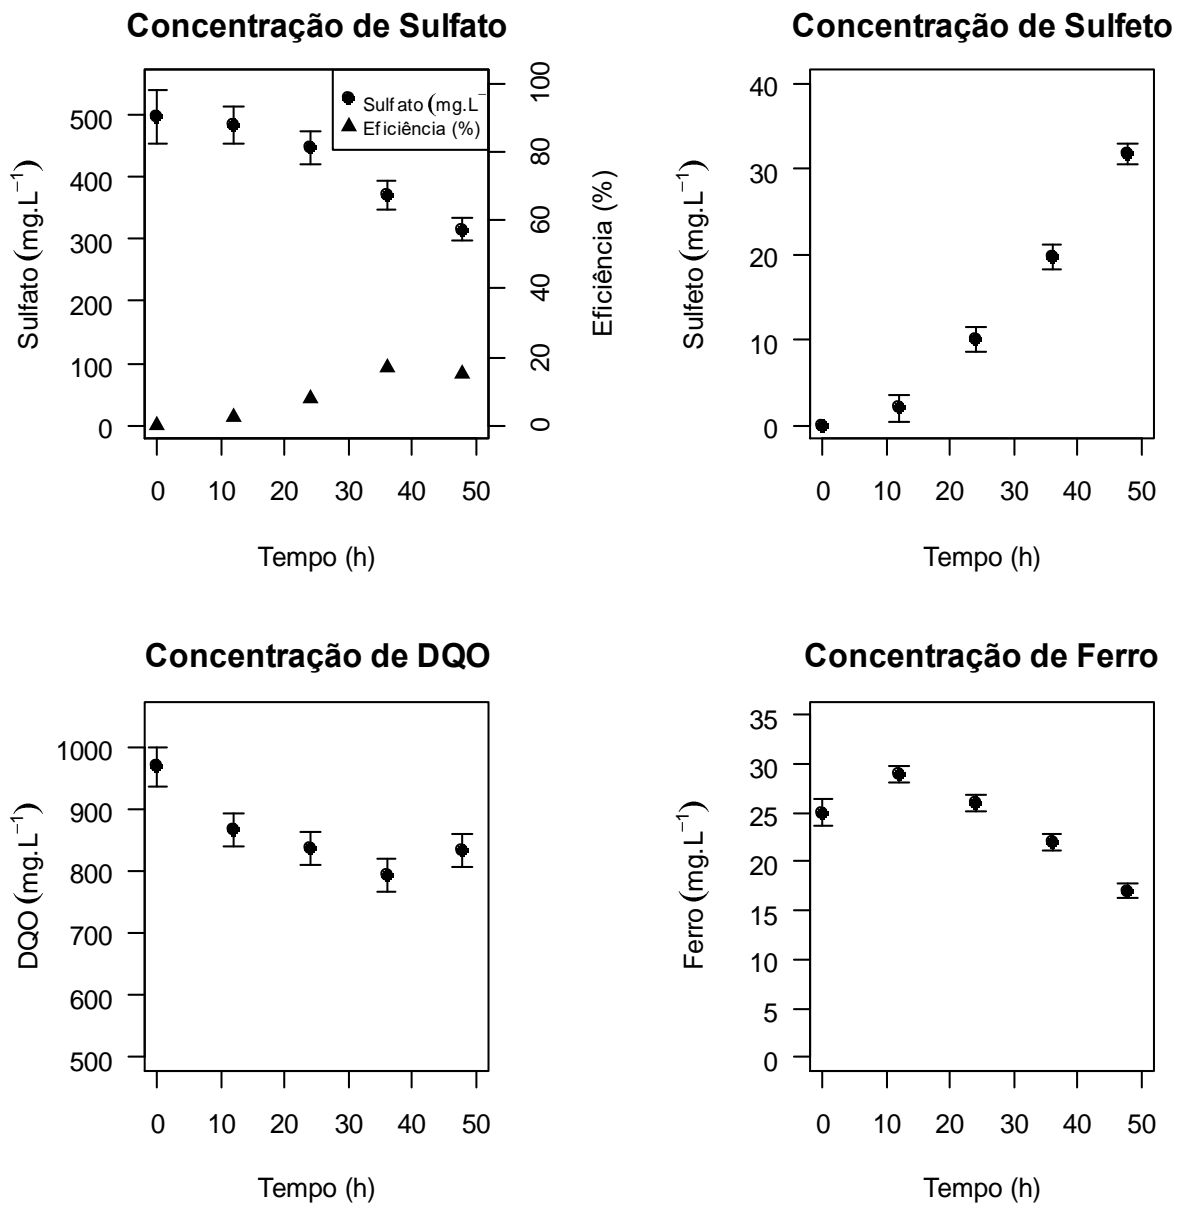 Concentração de Sulfato
Sulfato (mg.L⁻¹)
500
400
300
200
100
0
Sulfato (mg.L⁻
Eficiência (%)
100
80
60
40
20
0
Eficiência (%)
0 10 20 30 40 50
Tempo (h)
Concentração de Sulfeto
Sulfeto (mg.L⁻¹)
40
30
20
10
0
0 10 20 30 40 50
Tempo (h)
Concentração de DQO
DQO (mg.L⁻¹)
1000
900
800
700
600
500
0 10 20 30 40 50
Tempo (h)
Concentração de Ferro
Ferro (mg.L⁻¹)
35
30
25
20
15
10
5
0
0 10 20 30 40 50
Tempo (h)